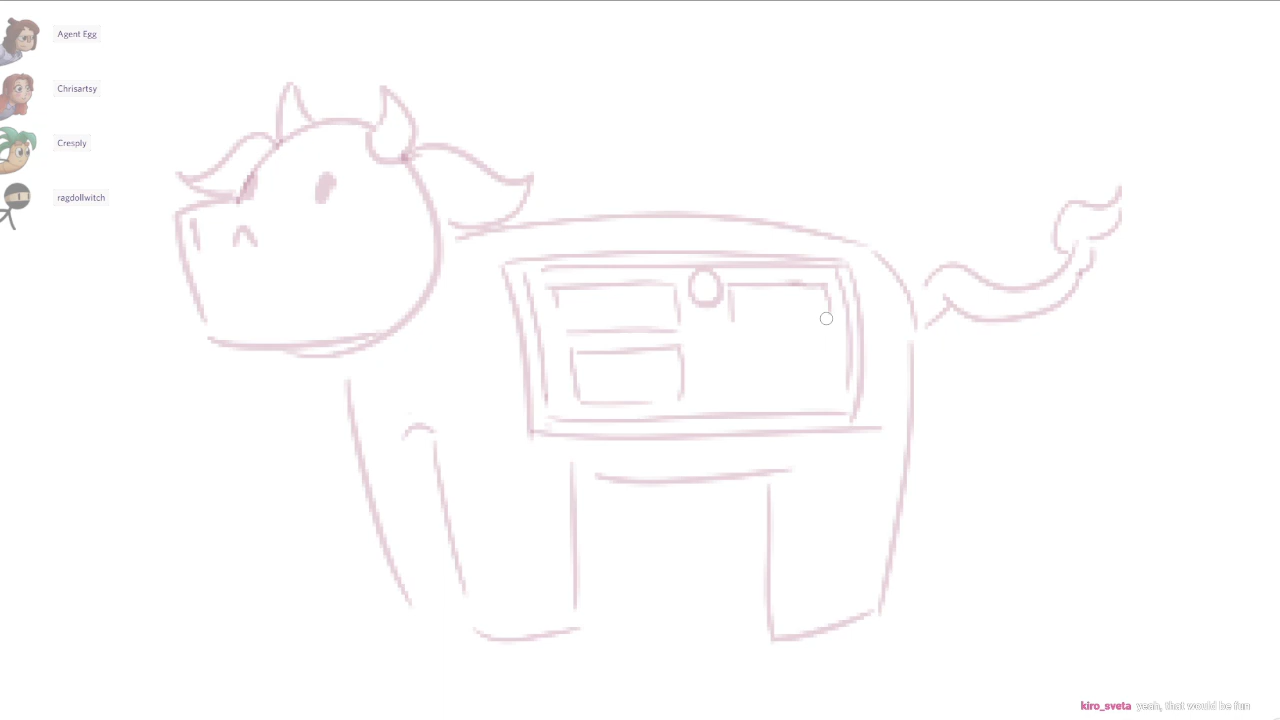 Agent Egg
Chrisartsy
Cresply
ragdollwitch
kiro_sveta yeah, that would be fun